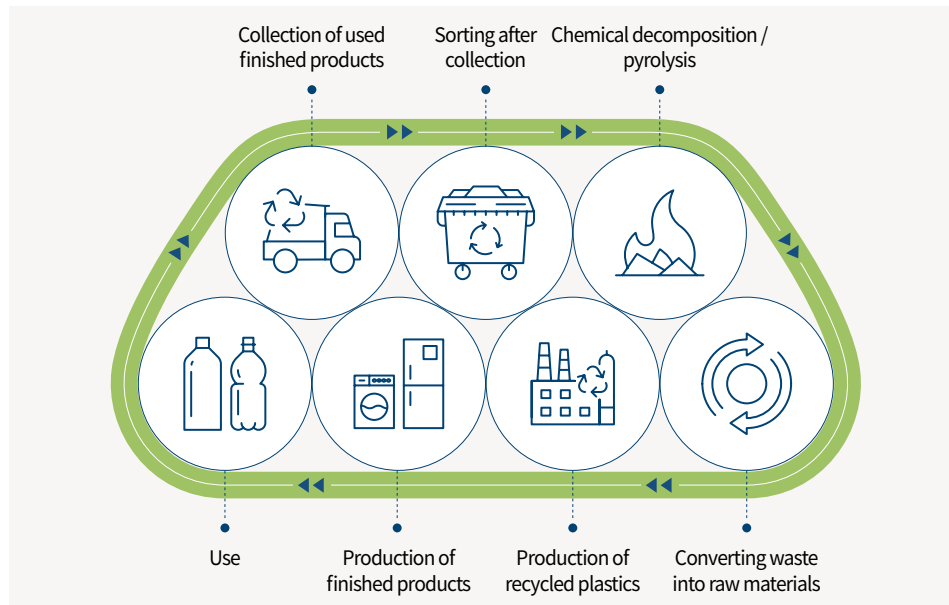 Collection of used
finished products
Sorting after
collection
Chemical decomposition /
pyrolysis
Use
Production of
finished products
Production of
recycled plastics
Converting waste
into raw materials